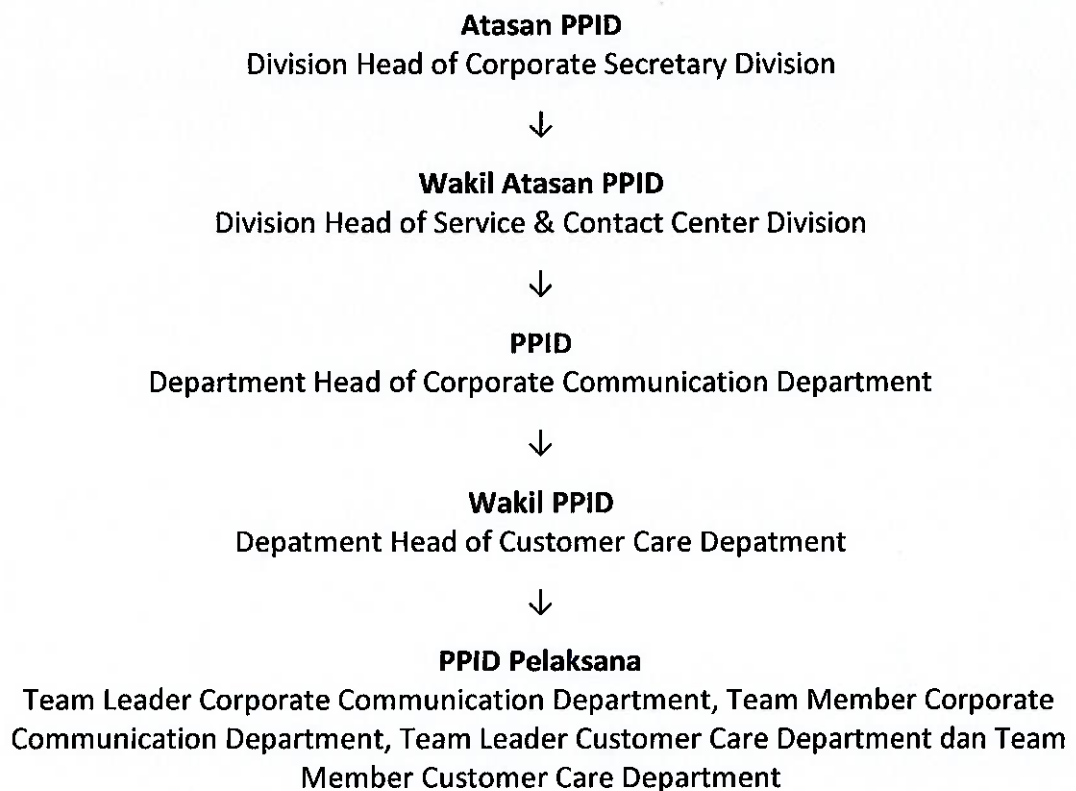 Atasan PPID
Division Head of Corporate Secretary Division
↓
Wakil Atasan PPID
Division Head of Service & Contact Center Division
↓
PPID
Department Head of Corporate Communication Department
↓
Wakil PPID
Depatment Head of Customer Care Depatment
↓
PPID Pelaksana
Team Leader Corporate Communication Department, Team Member Corporate
Communication Department, Team Leader Customer Care Department dan Team
Member Customer Care Department